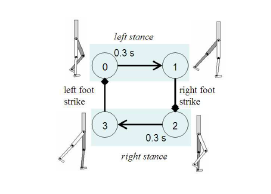 left stance
0.3 s
0
1
left foot
strike
right foot
strike
3
2
0.3 s
right stance